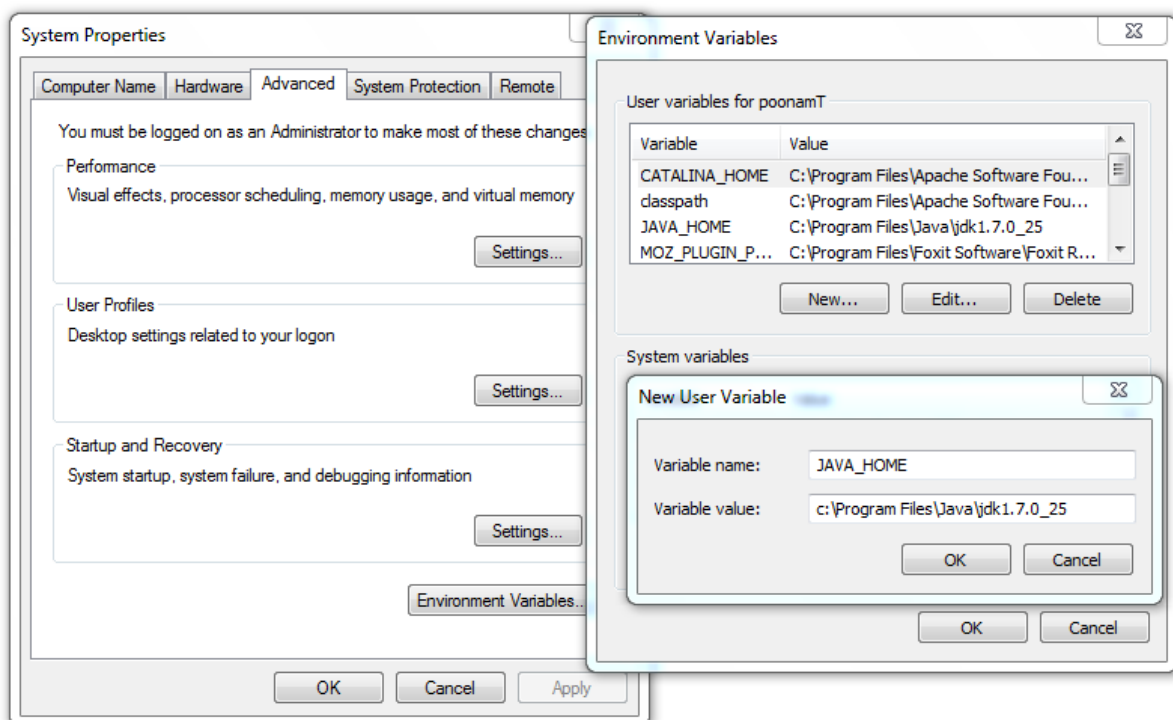 System Properties
Computer Name Hardware Advanced System Protection Remote
You must be logged on as an Administrator to make most of these changes
Performance
Visual effects, processor scheduling, memory usage, and virtual memory
Settings...
User Profiles
Desktop settings related to your logon
Settings...
Startup and Recovery
System startup, system failure, and debugging information
Settings...
Environment Variables..
OK Cancel Apply
Environment Variables
User variables for poonamT
Variable Value
CATALINA_HOME C:\Program Files\Apache Software Fou...
classpath C:\Program Files\Apache Software Fou...
JAVA_HOME C:\Program Files\Java\jdk1.7.0_25
MOZ_PLUGIN_P... C:\Program Files\Foxit Software\Foxit R...
New... Edit... Delete
System variables
New User Variable
Variable name: JAVA_HOME
Variable value: c:\Program Files\Java\jdk1.7.0_25
OK Cancel
OK Cancel